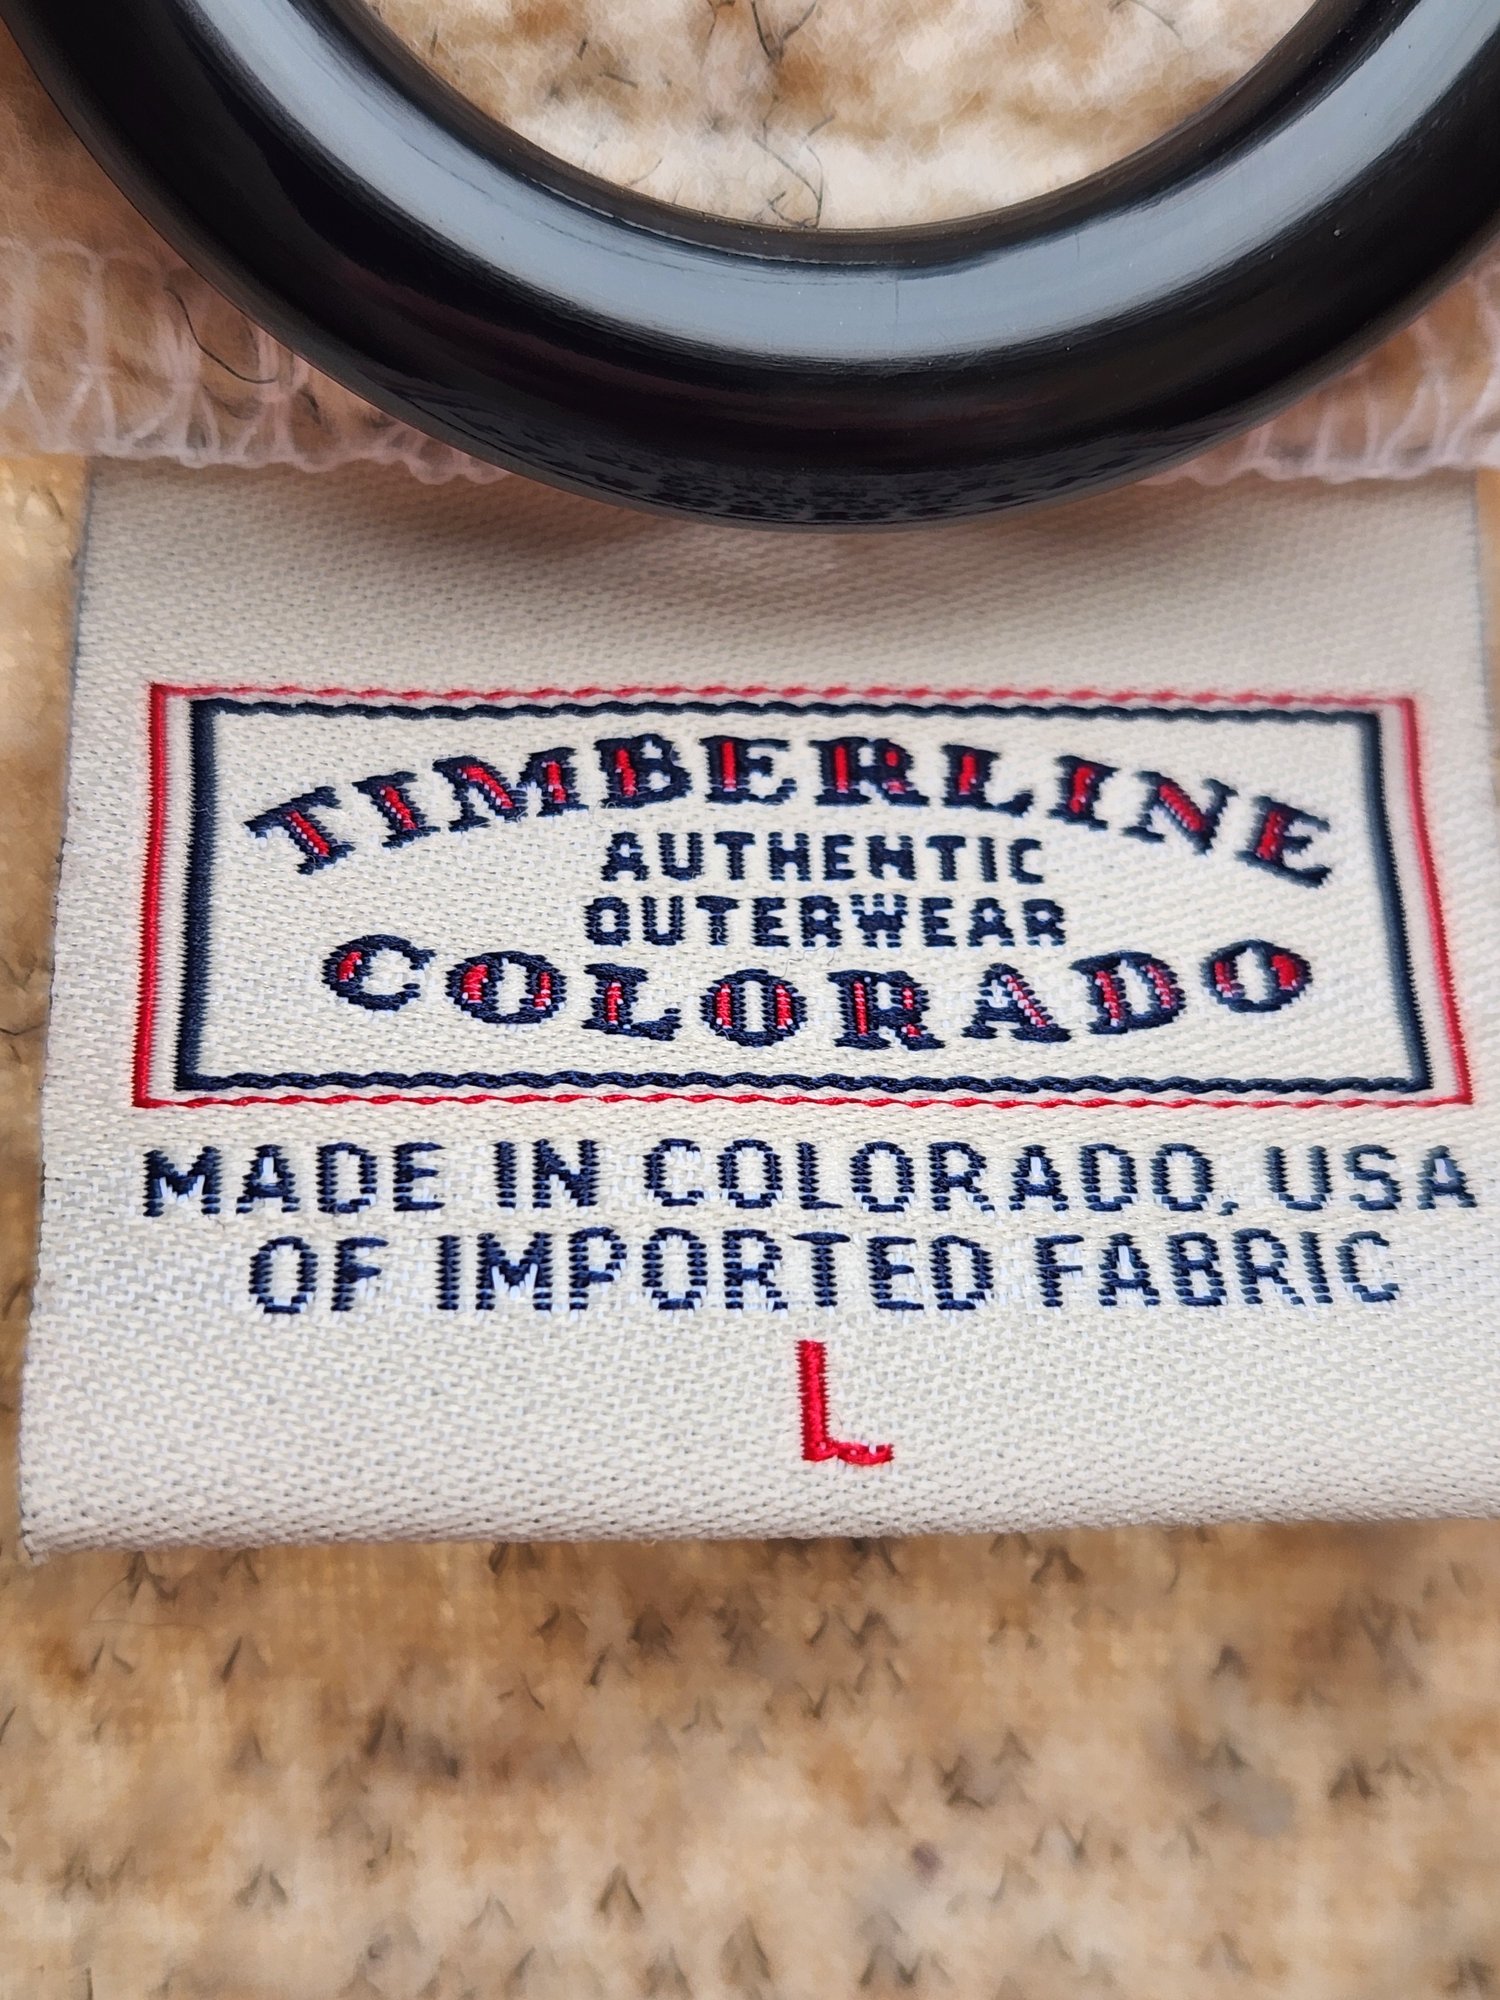 TIMBERLINE
AUTHENTIC
OUTERWEAR
COLORADO
MADE IN COLORADO, USA
OF IMPORTED FABRIC
L